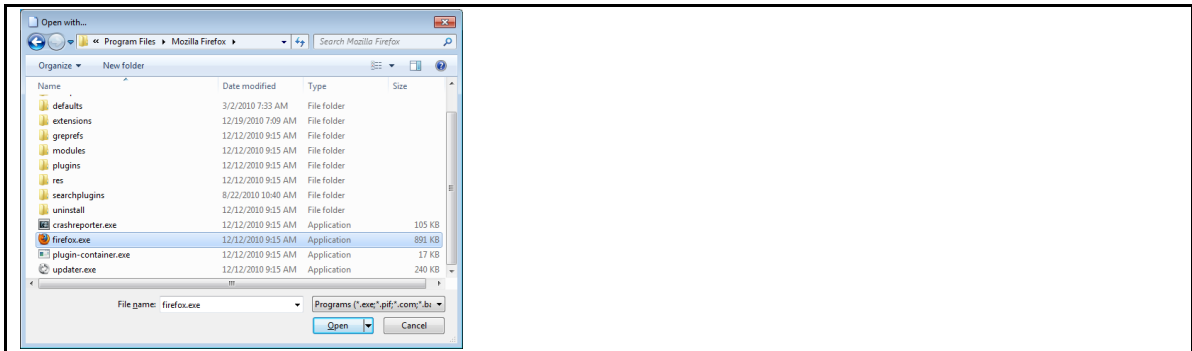 Open with...
« Program Files Mozilla Firefox Search Mozilla Firefox
Organize New folder
Name Date modified Type Size
defaults 3/2/2010 7:33 AM File folder
extensions 12/19/2010 7:09 AM File folder
greprefs 12/12/2010 9:15 AM File folder
modules 12/12/2010 9:15 AM File folder
plugins 12/12/2010 9:15 AM File folder
res 12/12/2010 9:15 AM File folder
searchplugins 8/22/2010 10:40 AM File folder
uninstall 12/12/2010 9:15 AM File folder
crashreporter.exe 12/12/2010 9:15 AM Application 105 KB
firefox.exe 12/12/2010 9:15 AM Application 891 KB
plugin-container.exe 12/12/2010 9:15 AM Application 17 KB
updater.exe 12/12/2010 9:15 AM Application 240 KB
File name: firefox.exe Programs (*.exe;*.pif;*.com;*.ba
Open Cancel